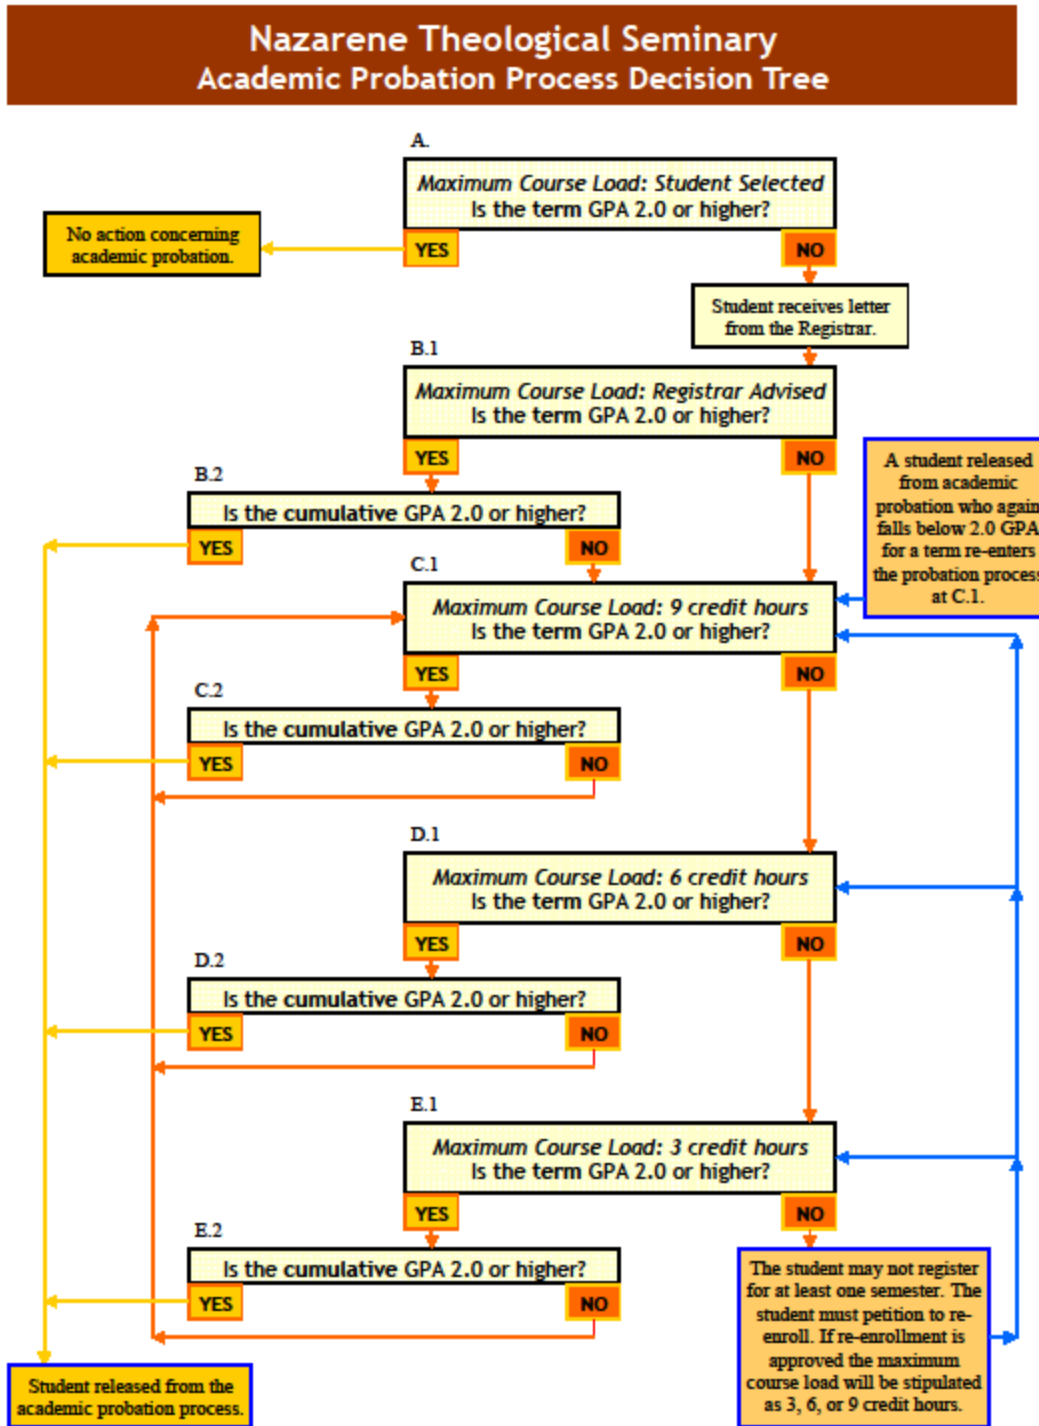 Nazarene Theological Seminary
Academic Probation Process Decision Tree
A.
Maximum Course Load: Student Selected
Is the term GPA 2.0 or higher?
YES
NO
No action concerning
academic probation.
Student receives letter
from the Registrar.
B.1
Maximum Course Load: Registrar Advised
Is the term GPA 2.0 or higher?
YES
NO
A student released
from academic
probation who again
falls below 2.0 GPA
for a term re-enters
the probation process
at C.1.
B.2
Is the cumulative GPA 2.0 or higher?
YES
NO
C.1
Maximum Course Load: 9 credit hours
Is the term GPA 2.0 or higher?
YES
NO
C.2
Is the cumulative GPA 2.0 or higher?
YES
NO
D.1
Maximum Course Load: 6 credit hours
Is the term GPA 2.0 or higher?
YES
NO
D.2
Is the cumulative GPA 2.0 or higher?
YES
NO
E.1
Maximum Course Load: 3 credit hours
Is the term GPA 2.0 or higher?
YES
NO
E.2
Is the cumulative GPA 2.0 or higher?
YES
NO
The student may not register
for at least one semester. The
student must petition to re-
enroll. If re-enrollment is
approved the maximum
course load will be stipulated
as 3, 6, or 9 credit hours.
Student released from the
academic probation process.